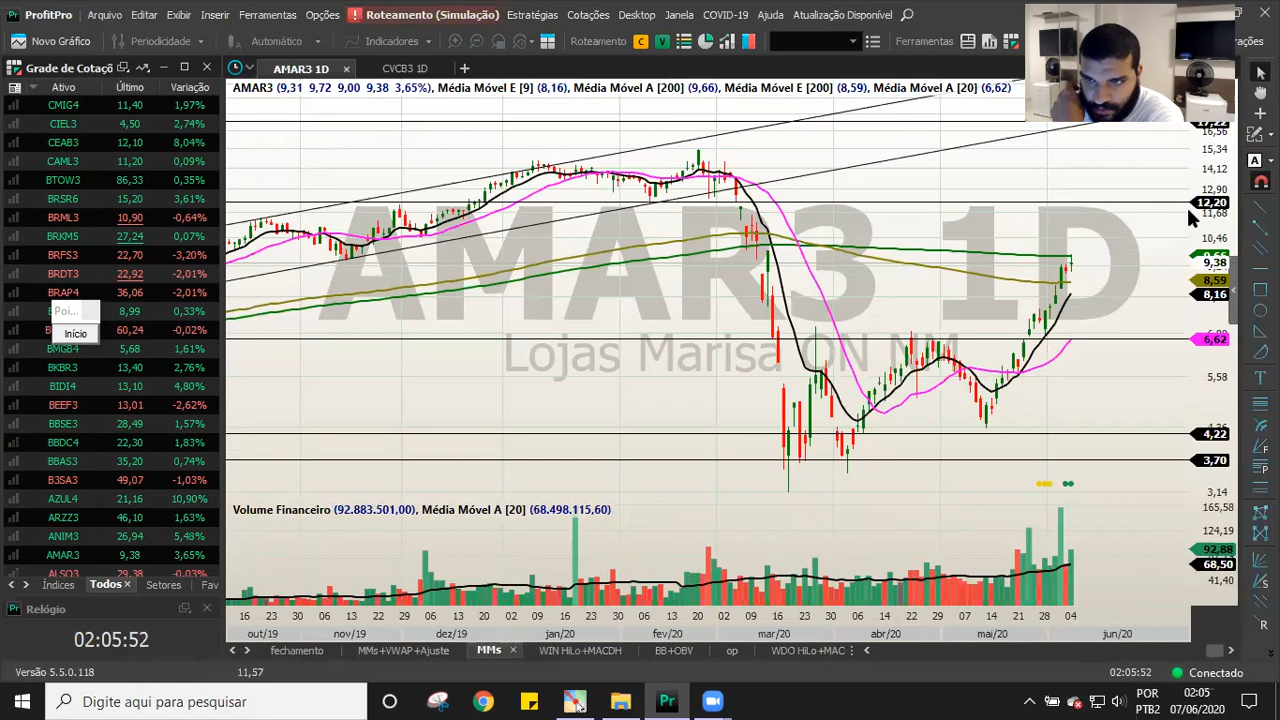 ProfitPro
Arquivo Editar Exibir Inserir Ferramentas Opções Roteamento (Simulação) Estratégias Cotações Desktop Janela COVID-19 Ajuda Atualização Disponível
Novo Gráfico Periodicidade Automático Indicadores Roteamento C V Ferramentas
Grade de Cotaçã
AMAR3 1D CVCB3 1D
Ativo Último Variação
CMIG4 11,40 1,97%
CIEL3 4,50 2,74%
CEAB3 12,10 8,04%
CAML3 11,20 0,09%
BTOW3 86,33 0,35%
BRSR6 15,20 3,61%
BRML3 10,90 -0,64%
BRKM5 27,24 0,07%
BRFS3 22,70 -3,20%
BRDT3 22,92 -2,01%
BRAP4 36,06 -2,01%
8,99 0,33%
60,24 -0,02%
BMGB4 5,68 1,61%
BKBR3 13,40 2,76%
BIDI4 13,10 4,80%
BEEF3 13,01 -2,62%
BBSE3 28,49 1,57%
BBDC4 22,30 1,83%
BBAS3 35,20 0,74%
B3SA3 49,07 -1,03%
AZUL4 21,16 10,90%
ARZZ3 46,10 1,63%
ANIM3 26,94 5,48%
AMAR3 9,38 3,65%
ALSO3 29,38 -0,03%
Poi...
Início
Índices Todos Setores Fav
Relógio
02:05:52
AMAR3 (9,31 9,72 9,00 9,38 3,65%), Média Móvel E [9] (8,16), Média Móvel A [200] (9,66), Média Móvel E [200] (8,59), Média Móvel A [20] (6,62)
AMAR3 1D
Lojas Marisa ON NM
16,56
15,34
14,12
12,90
12,20
11,68
10,46
9,38
8,59
8,16
6,62
5,58
4,22
3,70
3,14
Volume Financeiro (92.883.501,00), Média Móvel A [20] (68.498.115,60)
165,58
124,19
92,88
68,50
41,40
16 23 30 06 13 20 27 04 11 18 25 02 09 16 23 30 06 13 20 27 03 10 17 20 02 09 16 23 30 06 14 22 29 07 14 21 28 04
out/19 nov/19 dez/19 jan/20 fev/20 mar/20 abr/20 mai/20 jun/20
fechamento MMs+VWAP+Ajuste MMs WIN HiLo+MACDH BB+OBV op WDO HiLo+MAC
Versão 5.5.0.118 11,57 02:05:52 Conectado
Digite aqui para pesquisar
POR
PTB2
02:05
07/06/2020